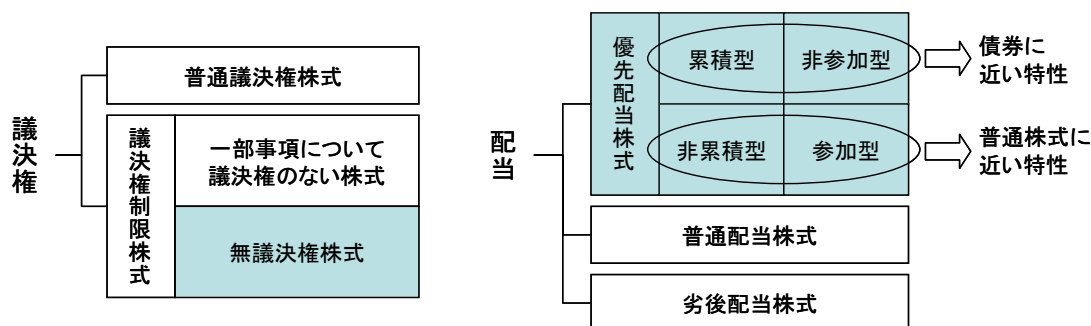 議決権
普通議決権株式
議決権制限株式
一部事項について
議決権のない株式
無議決権株式
配当
優先配当株式
累積型
非参加型
債券に
近い特性
非累積型
参加型
普通株式に
近い特性
普通配当株式
劣後配当株式